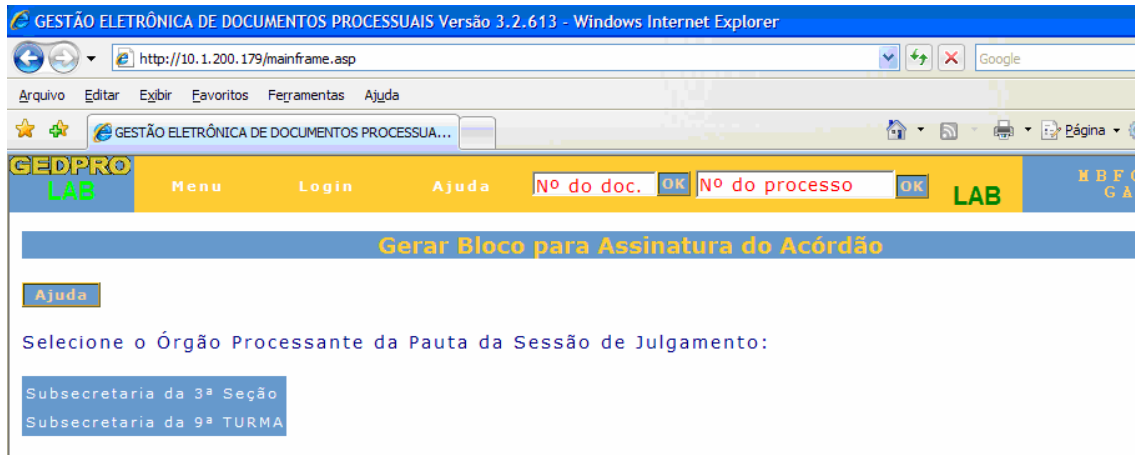 GESTÃO ELETRÔNICA DE DOCUMENTOS PROCESSUAIS Versão 3.2.613 - Windows Internet Explorer
http://10.1.200.179/mainframe.asp Google
Arquivo Editar Exibir Favoritos Ferramentas Ajuda
GESTÃO ELETRÔNICA DE DOCUMENTOS PROCESSUA... Página
GEDPRO
LAB
Menu Login Ajuda Nº do doc. OK Nº do processo OK LAB
Gerar Bloco para Assinatura do Acórdão
Ajuda
Selecione o Órgão Processante da Pauta da Sessão de Julgamento:
Subsecretaria da 3ª Seção
Subsecretaria da 9ª TURMA